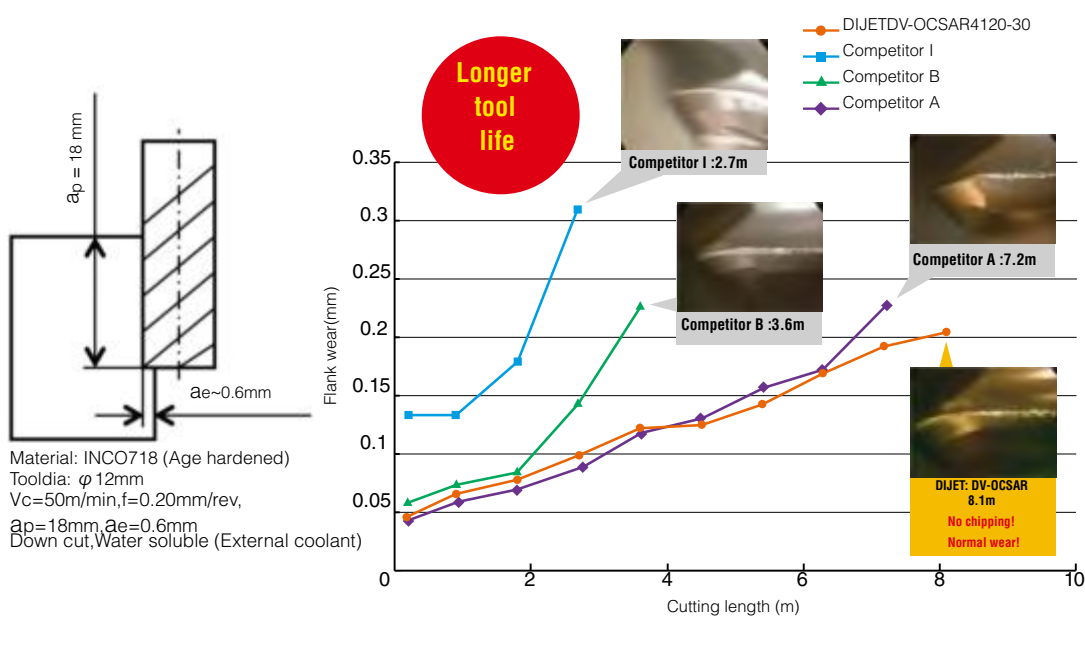 DIJETDV-OCSAR4120-30
Competitor I
Competitor B
Competitor A
Longer
tool
life
Competitor I :2.7m
Competitor B :3.6m
Competitor A :7.2m
DIJET: DV-OCSAR
8.1m
No chipping!
Normal wear!
ap = 18 mm
ae~0.6mm
Material: INCO718 (Age hardened)
Tooldia: φ12mm
Vc=50m/min,f=0.20mm/rev,
ap=18mm,ae=0.6mm
Down cut,Water soluble (External coolant)
Flank wear(mm)
0.35
0.3
0.25
0.2
0.15
0.1
0.05
0
2
4
6
8
10
Cutting length (m)